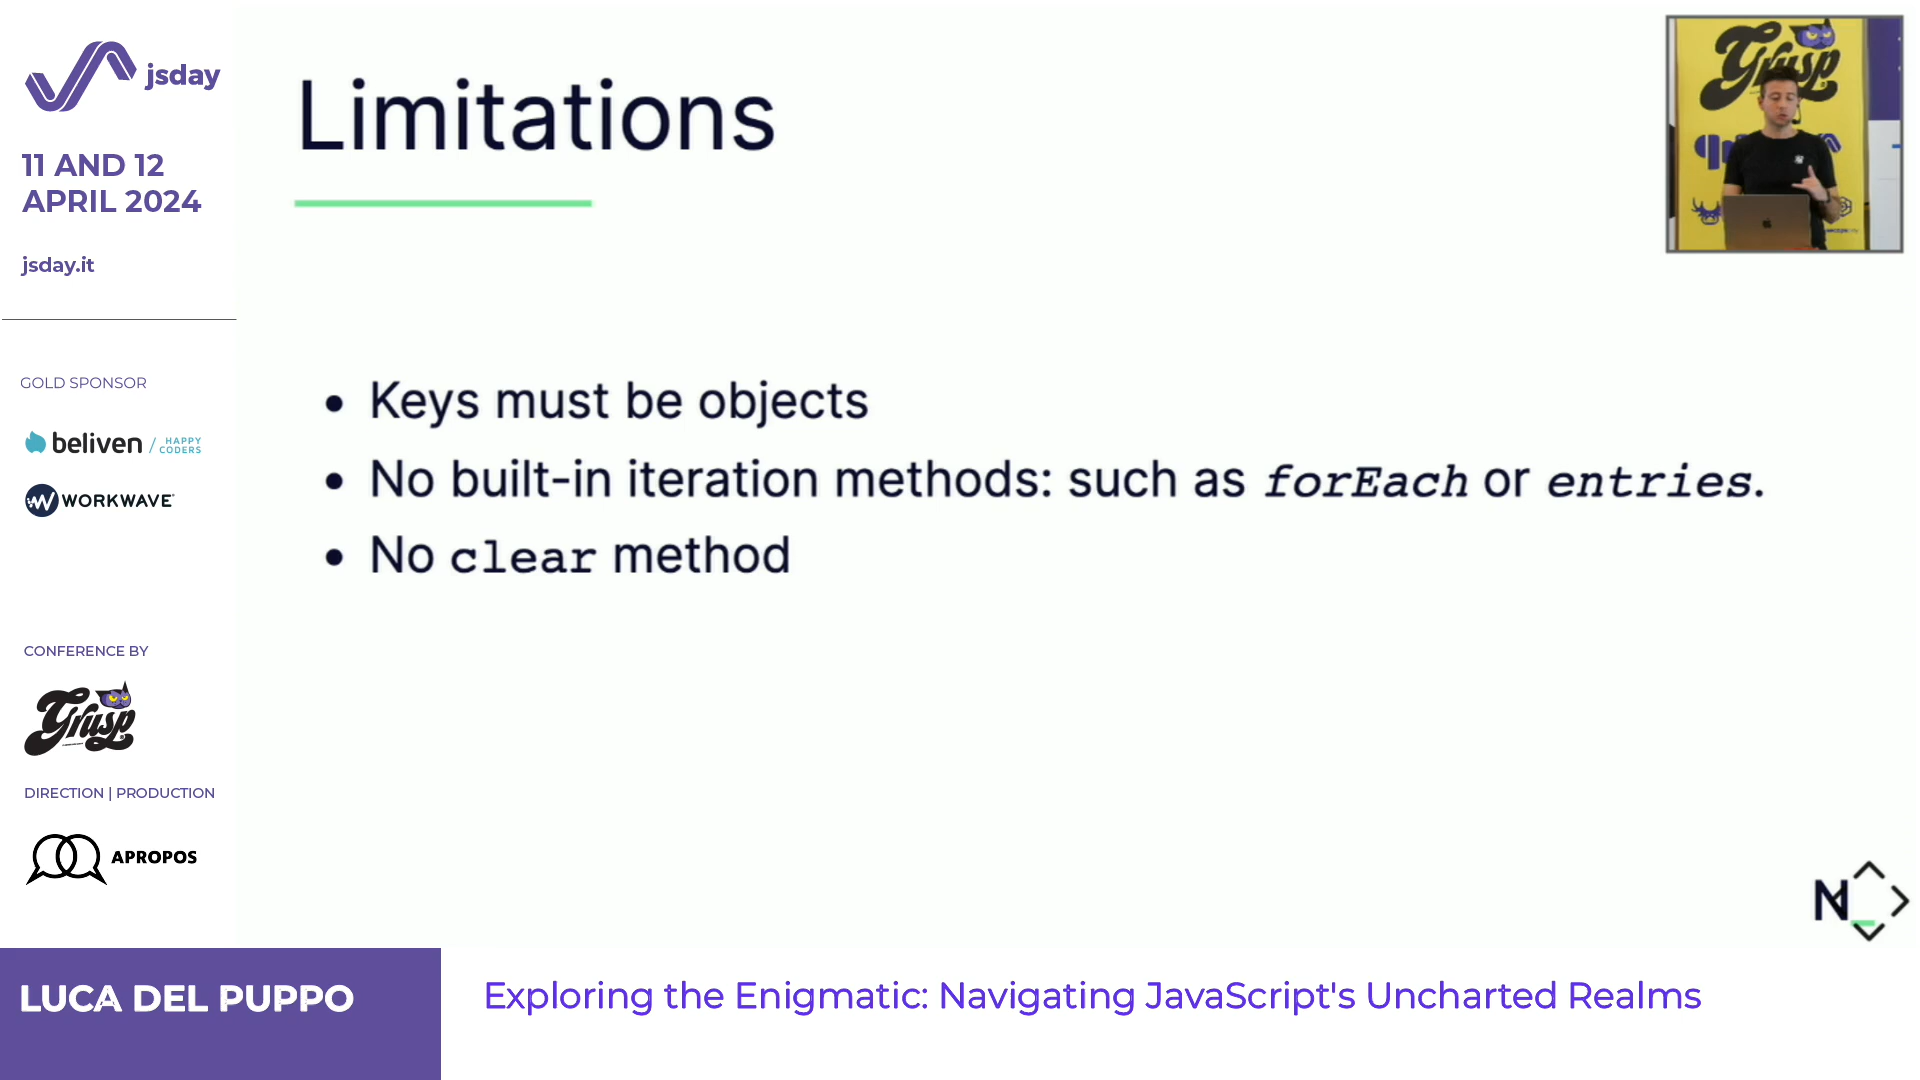 jsday
11 AND 12
APRIL 2024
jsday.it
GOLD SPONSOR
beliven / HAPPY CODERS
WORKWAVE
CONFERENCE BY
Grusp
DIRECTION | PRODUCTION
APROPOS
Limitations
• Keys must be objects
• No built-in iteration methods: such as forEach or entries.
• No clear method
Grusp
N
LUCA DEL PUPPO
Exploring the Enigmatic: Navigating JavaScript's Uncharted Realms